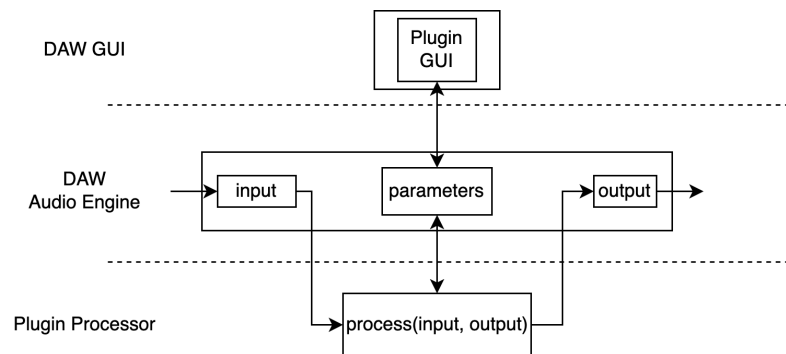 DAW GUI
Plugin
GUI
DAW
Audio Engine
input
parameters
output
Plugin Processor
process(input, output)